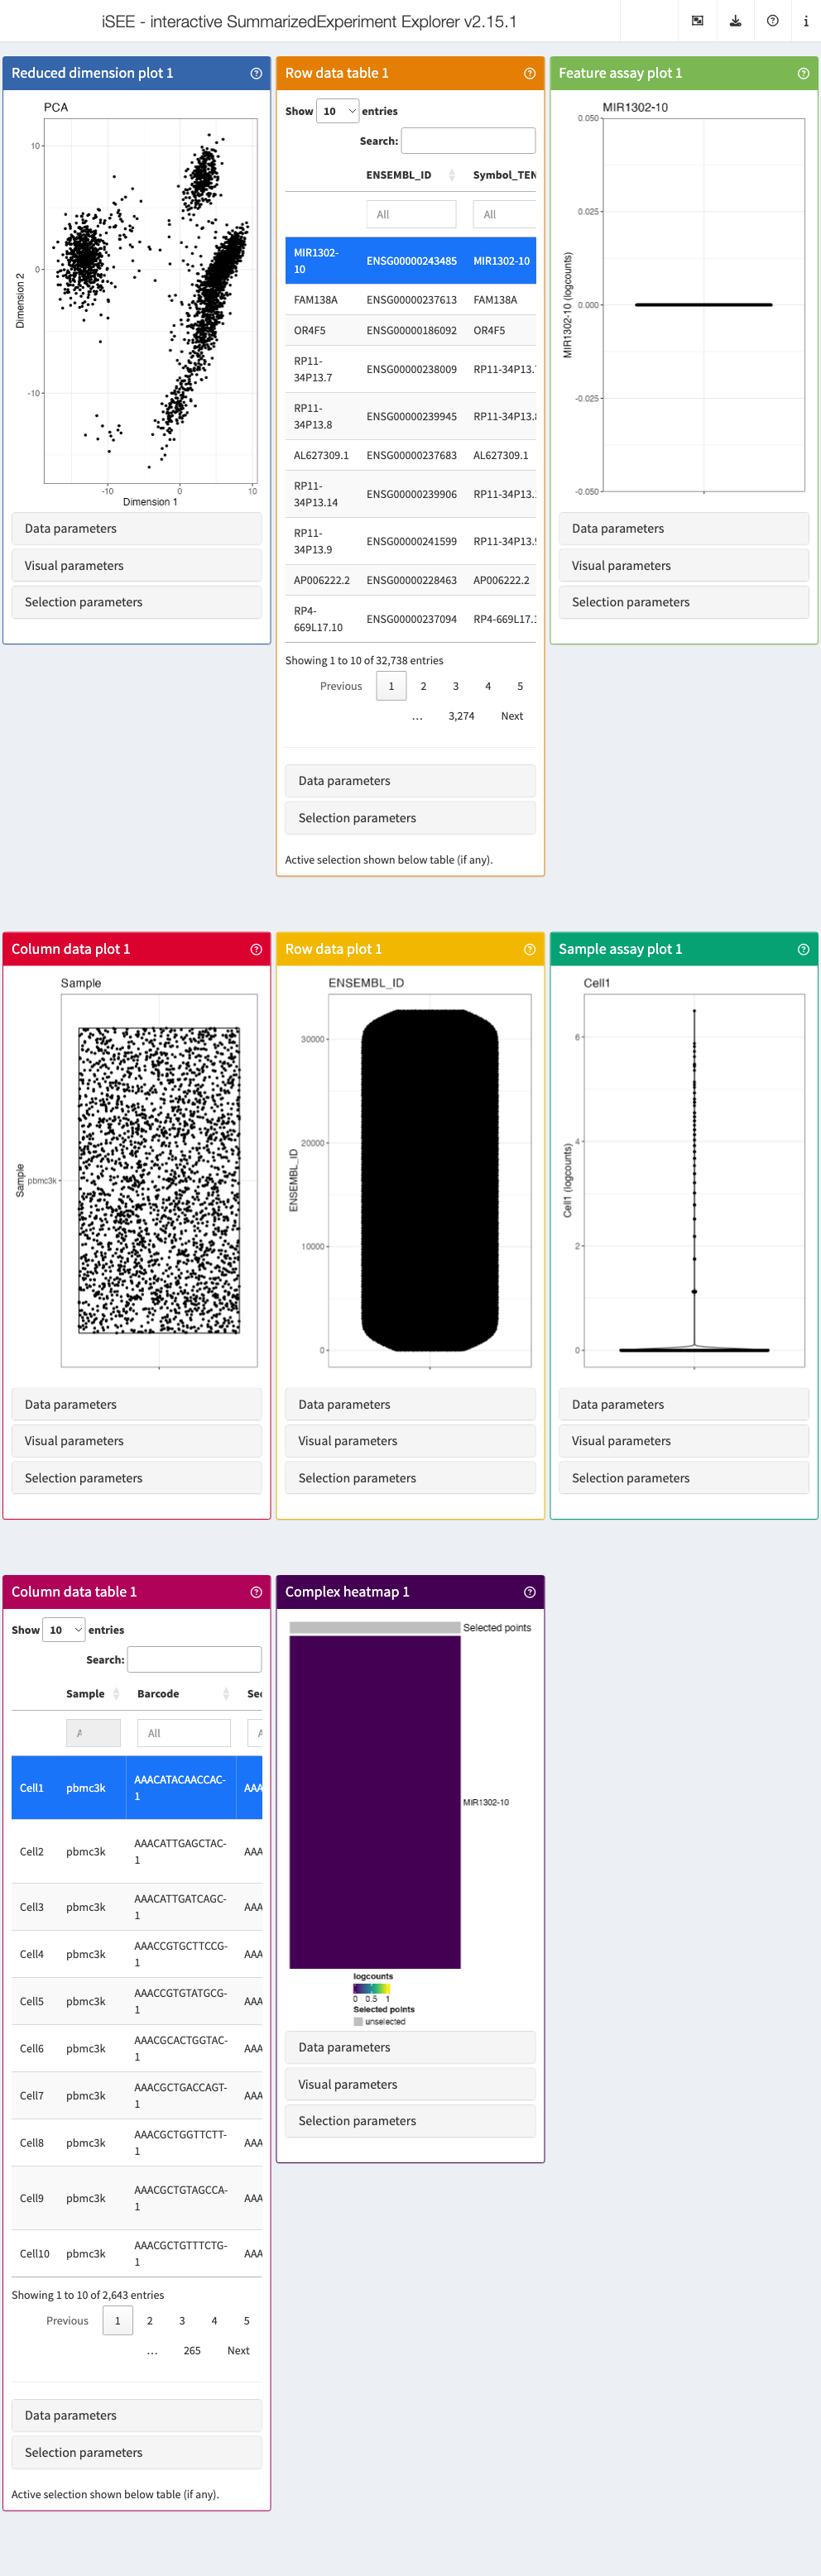 iSEE - interactive SummarizedExperiment Explorer v2.15.1
Reduced dimension plot 1
PCA
10
0
-10
Dimension 2
-10
0
10
Dimension 1
Data parameters
Visual parameters
Selection parameters
Row data table 1
Show 10 entries
Search:
ENSEMBL_ID Symbol_TEN
All All
MIR1302-
10 ENSG00000243485 MIR1302-10
FAM138A ENSG00000237613 FAM138A
OR4F5 ENSG00000186092 OR4F5
RP11-
34P13.7 ENSG00000238009 RP11-34P13.
RP11-
34P13.8 ENSG00000239945 RP11-34P13.
AL627309.1 ENSG00000237683 AL627309.1
RP11-
34P13.14 ENSG00000239906 RP11-34P13.
RP11-
34P13.9 ENSG00000241599 RP11-34P13.
AP006222.2 ENSG00000228463 AP006222.2
RP4-
669L17.10 ENSG00000237094 RP4-669L17.
Showing 1 to 10 of 32,738 entries
Previous 1 2 3 4 5
... 3,274 Next
Data parameters
Selection parameters
Active selection shown below table (if any).
Feature assay plot 1
MIR1302-10
0.050
0.025
0.000
-0.025
-0.050
MIR1302-10 (logcounts)
Data parameters
Visual parameters
Selection parameters
Column data plot 1
Sample
Sample
pbmc3k
Data parameters
Visual parameters
Selection parameters
Row data plot 1
ENSEMBL_ID
30000
20000
10000
0
ENSEMBL_ID
Data parameters
Visual parameters
Selection parameters
Sample assay plot 1
Cell1
6
4
2
0
Cell1 (logcounts)
Data parameters
Visual parameters
Selection parameters
Column data table 1
Show 10 entries
Search:
Sample Barcode Sec
All
Cell1 pbmc3k AAACATACAACCAC-
1 AAA
Cell2 pbmc3k AAACATTGAGCTAC-
1 AAA
Cell3 pbmc3k AAACATTGATCAGC-
1 AAA
Cell4 pbmc3k AAACCGTGCTTCCG-
1 AAA
Cell5 pbmc3k AAACCGTGTATGCG-
1 AAA
Cell6 pbmc3k AAACGCACTGGTAC-
1 AAA
Cell7 pbmc3k AAACGCTGACCAGT-
1 AAA
Cell8 pbmc3k AAACGCTGGTTCTT-
1 AAA
Cell9 pbmc3k AAACGCTGTAGCCA-
1 AAA
Cell10 pbmc3k AAACGCTGTTTCTG-
1 AAA
Showing 1 to 10 of 2,643 entries
Previous 1 2 3 4 5
... 265 Next
Data parameters
Selection parameters
Active selection shown below table (if any).
Complex heatmap 1
Selected points
MIR1302-10
logcounts
0 0.5 1
Selected points
unselected
Data parameters
Visual parameters
Selection parameters